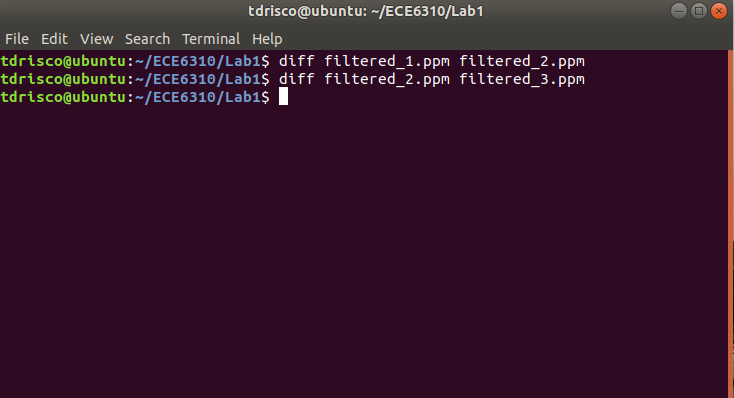 tdrisco@ubuntu: ~/ECE6310/Lab1
File Edit View Search Terminal Help
tdrisco@ubuntu:~/ECE6310/Lab1$ diff filtered_1.ppm filtered_2.ppm
tdrisco@ubuntu:~/ECE6310/Lab1$ diff filtered_2.ppm filtered_3.ppm
tdrisco@ubuntu:~/ECE6310/Lab1$